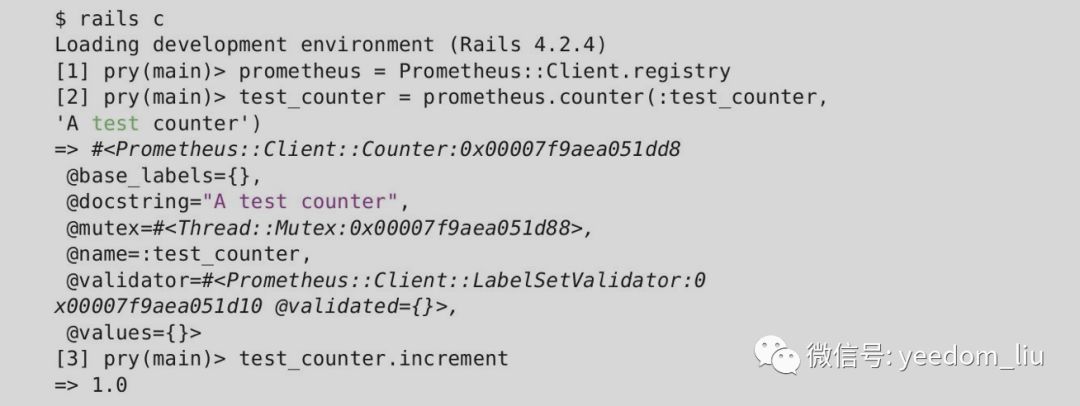 $ rails c
Loading development environment (Rails 4.2.4)
[1] pry(main)> prometheus = Prometheus::Client.registry
[2] pry(main)> test_counter = prometheus.counter(:test_counter,
'A test counter')
=> #<Prometheus::Client::Counter:0x00007f9aea051dd8
@base_labels={},
@docstring="A test counter",
@mutex=#<Thread::Mutex:0x00007f9aea051d88>,
@name=:test_counter,
@validator=#<Prometheus::Client::LabelSetValidator:0
x00007f9aea051d10 @validated={}>,
@values={}>
[3] pry(main)> test_counter.increment
=> 1.0
微信号: yeedom_liu